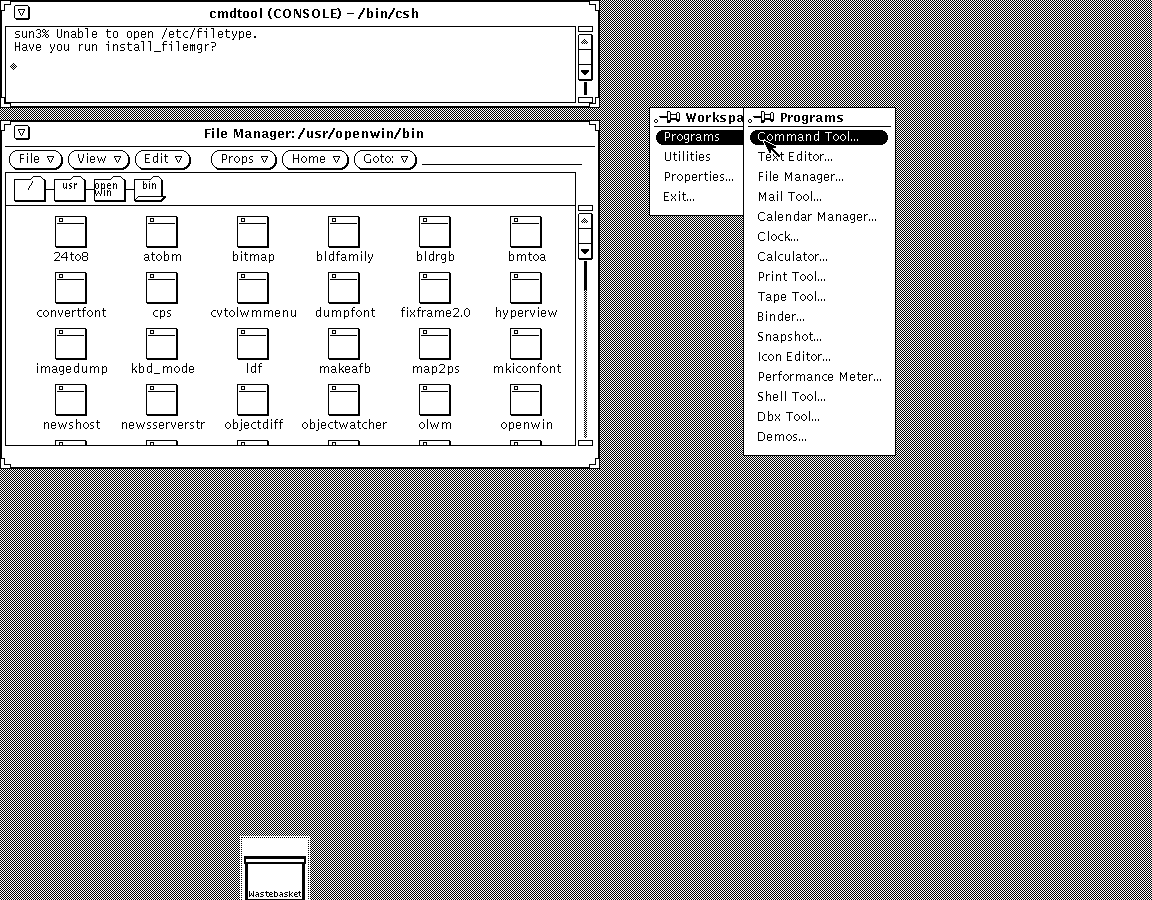 cmdtool (CONSOLE) - /bin/csh
sun3% Unable to open /etc/filetype.
Have you run install_filemgr?
File Manager: /usr/openwin/bin
File View Edit Props Home Goto:
/ usr open win bin
24to8 atobm bitmap bldfamily bldrgb bmtoa
convertfont cps cvtolwmmenu dumpfont fixframe2.0 hyperview
imagedump kbd_mode ldf makeafb map2ps mkiconfont
newshost newsserverstr objectdiff objectwatcher olwm openwin
Workspa
Programs
Utilities
Properties...
Exit...
Programs
Command Tool...
Text Editor...
File Manager...
Mail Tool...
Calendar Manager...
Clock...
Calculator...
Print Tool...
Tape Tool...
Binder...
Snapshot...
Icon Editor...
Performance Meter...
Shell Tool...
Dbx Tool...
Demos...
Wastebasket